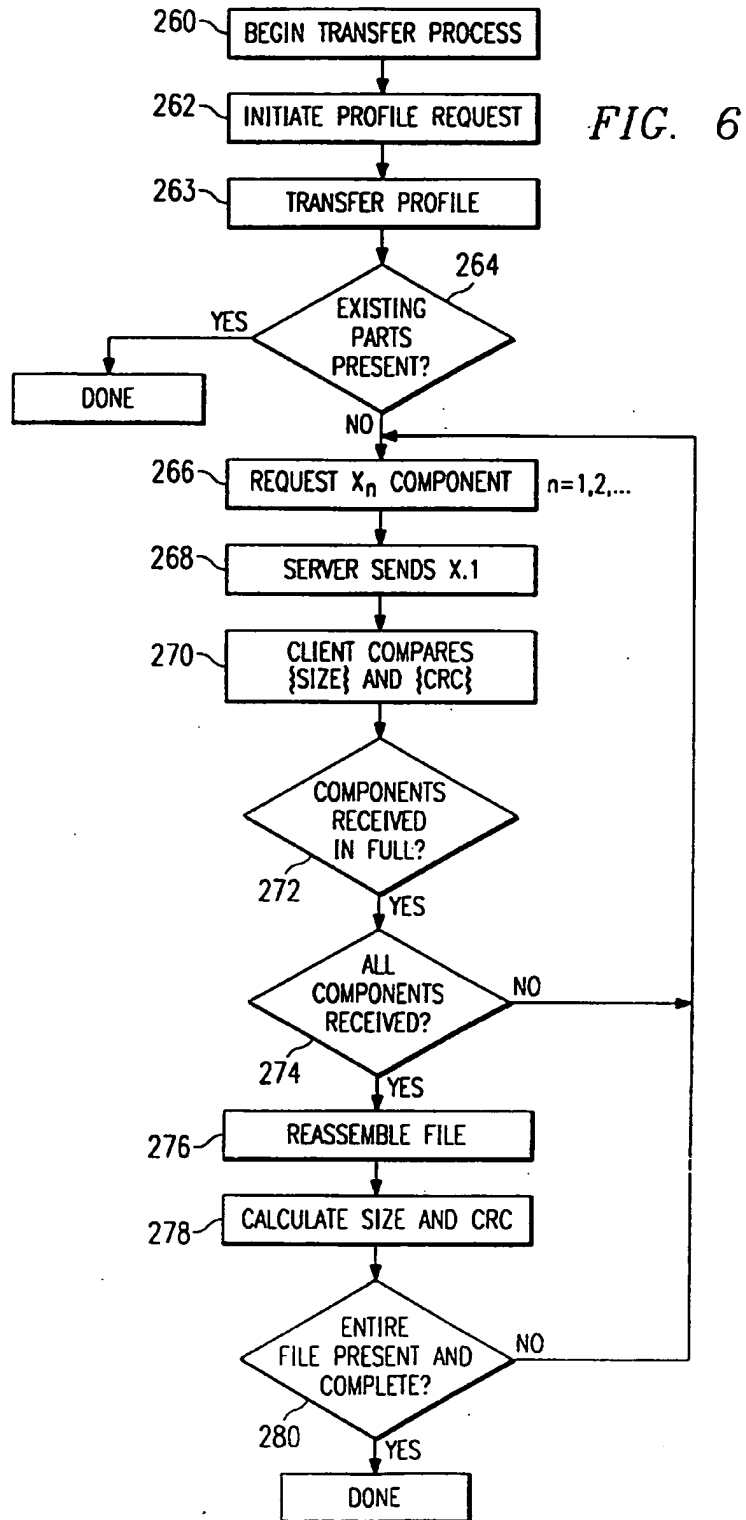 260
BEGIN TRANSFER PROCESS
262
INITIATE PROFILE REQUEST
FIG. 6
263
TRANSFER PROFILE
264
EXISTING
PARTS
PRESENT?
YES
DONE
NO
266
REQUEST Xn COMPONENT
n=1,2,...
268
SERVER SENDS X.1
270
CLIENT COMPARES
{SIZE} AND {CRC}
COMPONENTS
RECEIVED
IN FULL?
272
YES
ALL
COMPONENTS
RECEIVED?
NO
274
YES
276
REASSEMBLE FILE
278
CALCULATE SIZE AND CRC
ENTIRE
FILE PRESENT AND
COMPLETE?
NO
280
YES
DONE